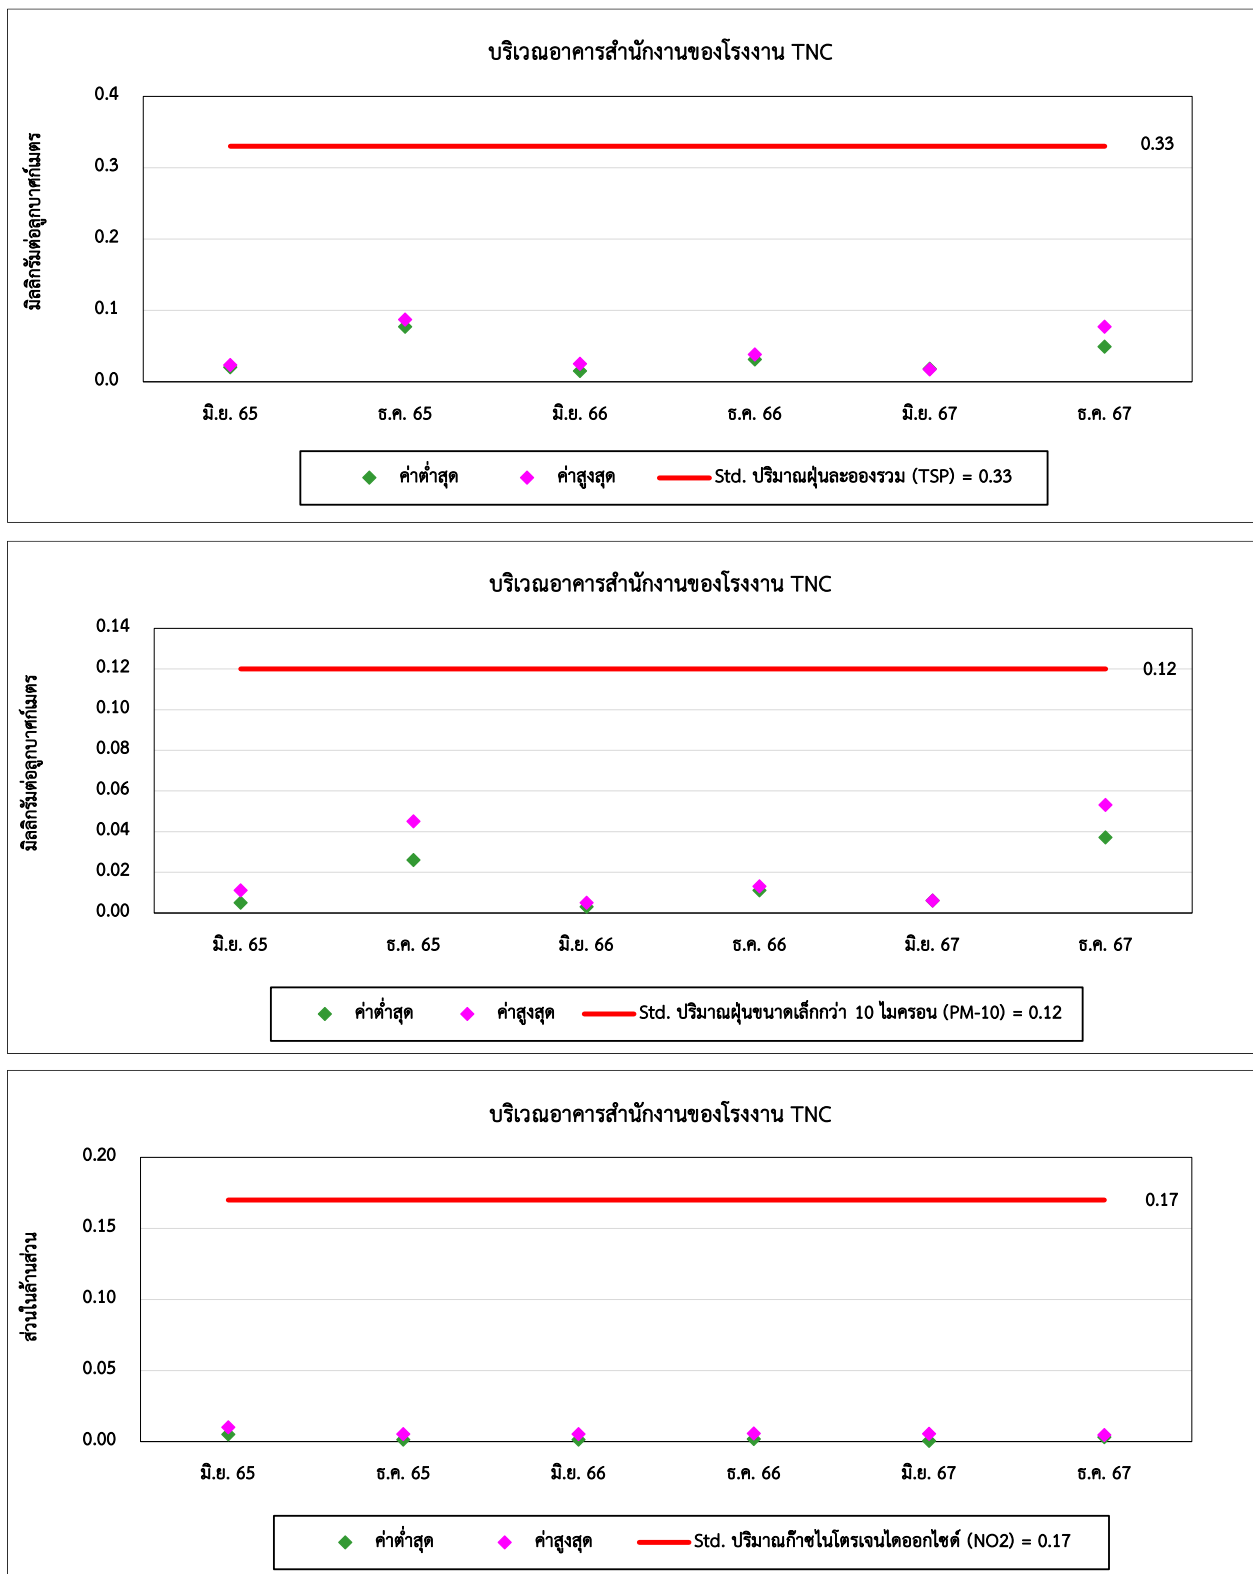 บริเวณอาคารสำนักงานของโรงงาน TNC
มิลลิกรัมต่อลูกบาศก์เมตร
0.4
0.3
0.2
0.1
0.0
0.33
มิ.ย. 65 ธ.ค. 65 มิ.ย. 66 ธ.ค. 66 มิ.ย. 67 ธ.ค. 67
ค่าต่ำสุด ค่าสูงสุด Std. ปริมาณฝุ่นละอองรวม (TSP) = 0.33
บริเวณอาคารสำนักงานของโรงงาน TNC
มิลลิกรัมต่อลูกบาศก์เมตร
0.14
0.12
0.10
0.08
0.06
0.04
0.02
0.00
0.12
มิ.ย. 65 ธ.ค. 65 มิ.ย. 66 ธ.ค. 66 มิ.ย. 67 ธ.ค. 67
ค่าต่ำสุด ค่าสูงสุด Std. ปริมาณฝุ่นขนาดเล็กกว่า 10 ไมครอน (PM-10) = 0.12
บริเวณอาคารสำนักงานของโรงงาน TNC
ส่วนในล้านส่วน
0.20
0.15
0.10
0.05
0.00
0.17
มิ.ย. 65 ธ.ค. 65 มิ.ย. 66 ธ.ค. 66 มิ.ย. 67 ธ.ค. 67
ค่าต่ำสุด ค่าสูงสุด Std. ปริมาณก๊าซไนโตรเจนไดออกไซด์ (NO2) = 0.17